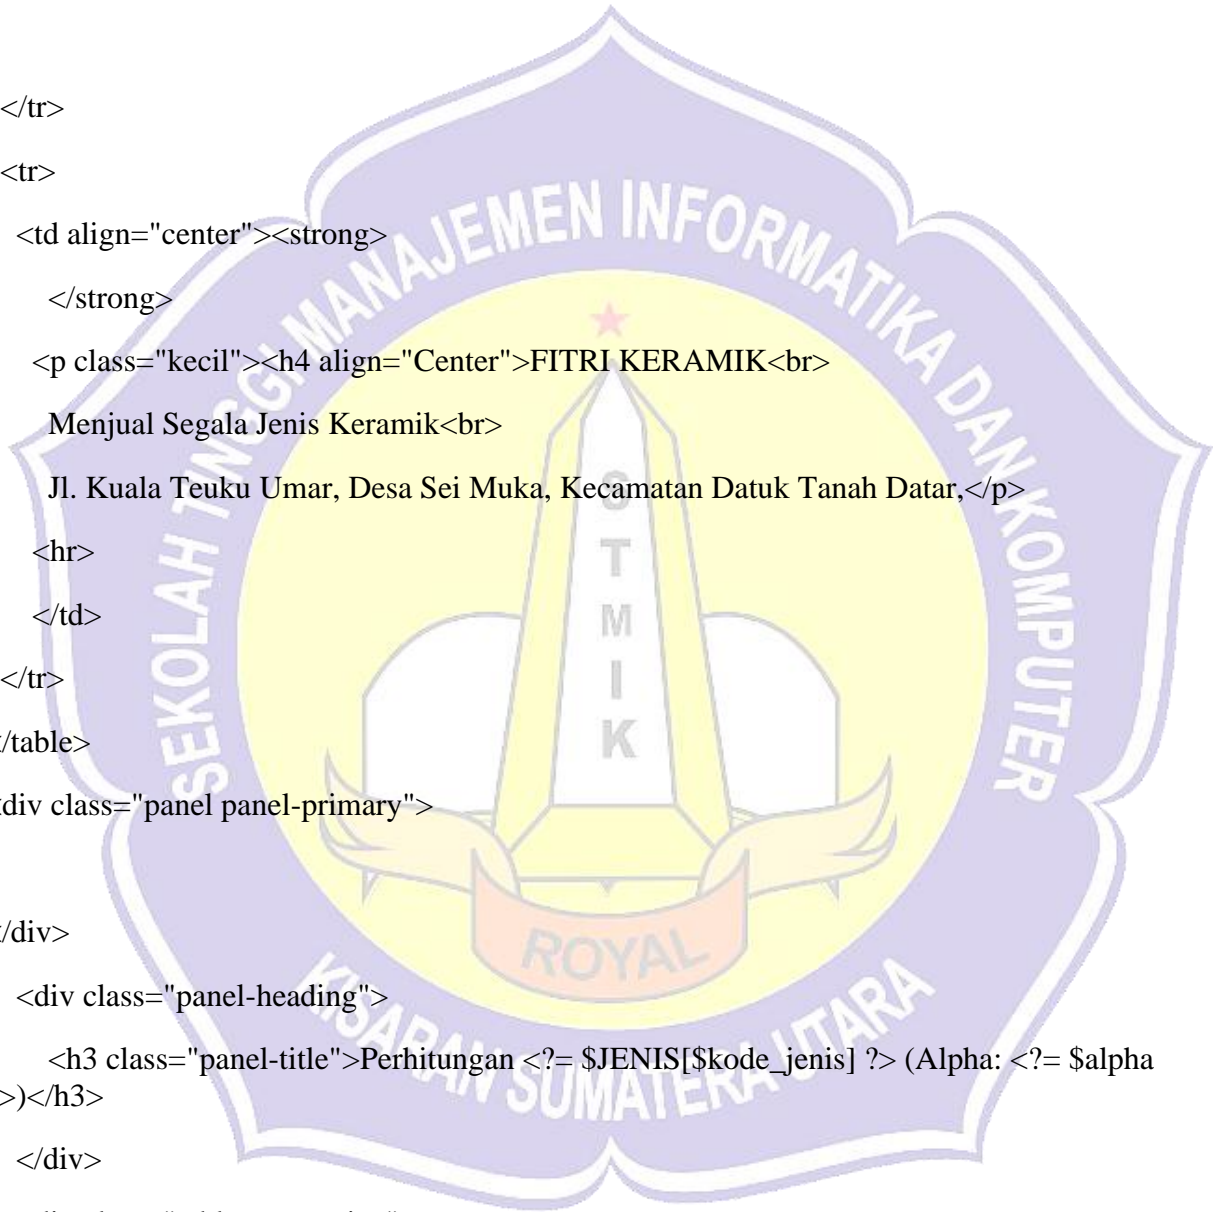 </tr>
<tr>
<td align="center"><strong>
</strong>
<p class="kecil"><h4 align="Center">FITRI KERAMIK<br>
Menjual Segala Jenis Keramik<br>
Jl. Kuala Teuku Umar, Desa Sei Muka, Kecamatan Datuk Tanah Datar,</p>
<hr>
</td>
</tr>
/table>
div class="panel panel-primary">
/div>
<div class="panel-heading">
<h3 class="panel-title">Perhitungan <?= $JENIS[$kode_jenis] ?> (Alpha: <?= $alpha
>)</h3>
</div>
SEKOLAH TINGGI MANAJEMEN INFORMATIKA DAN KOMPUTER
S
T
M
I
K
ROYAL
KISARAN SUMATERA UTARA